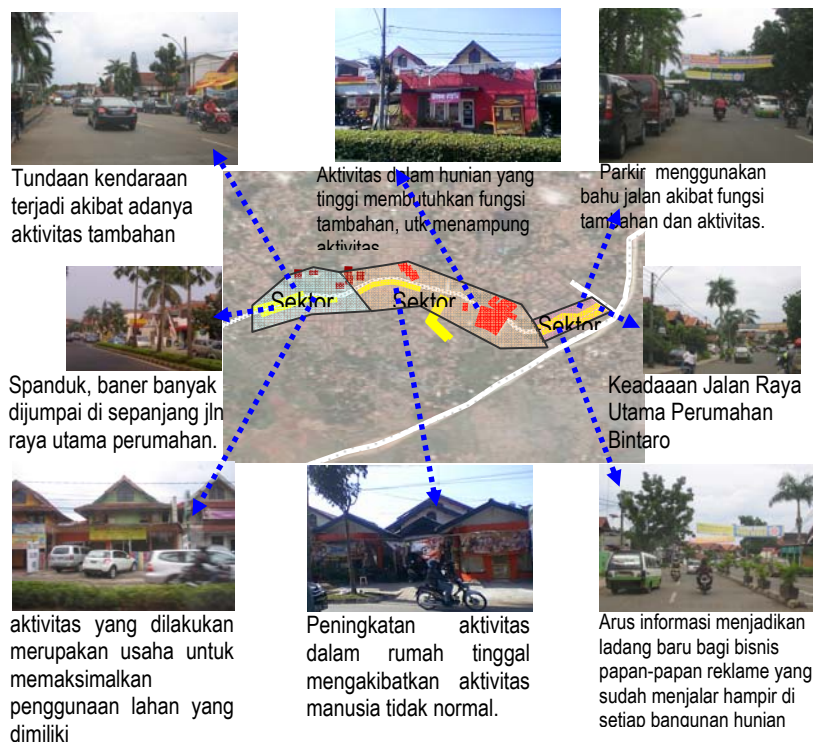 Tundaan kendaraan
terjadi akibat adanya
aktivitas tambahan
Aktivitas dalam hunian yang
tinggi membutuhkan fungsi
tambahan, utk menampung
aktivitas
Parkir menggunakan
bahu jalan akibat fungsi
tambahan dan aktivitas.
Sektor
Sektor
Sektor
Spanduk, baner banyak
dijumpai di sepanjang jln
raya utama perumahan.
Keadaaan Jalan Raya
Utama Perumahan
Bintaro
aktivitas yang dilakukan
merupakan usaha untuk
memaksimalkan
penggunaan lahan yang
dimiliki
Peningkatan aktivitas
dalam rumah tinggal
mengakibatkan aktivitas
manusia tidak normal.
Arus informasi menjadikan
ladang baru bagi bisnis
papan-papan reklame yang
sudah menjalar hampir di
setiap bangunan hunian